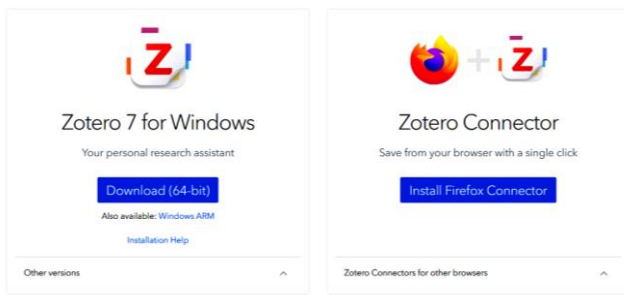 Z
Zotero 7 for Windows
Your personal research assistant
Download (64-bit)
Also available: Windows ARM
Installation Help
Other versions
Z
Zotero Connector
Save from your browser with a single click
Install Firefox Connector
Zotero Connectors for other browsers